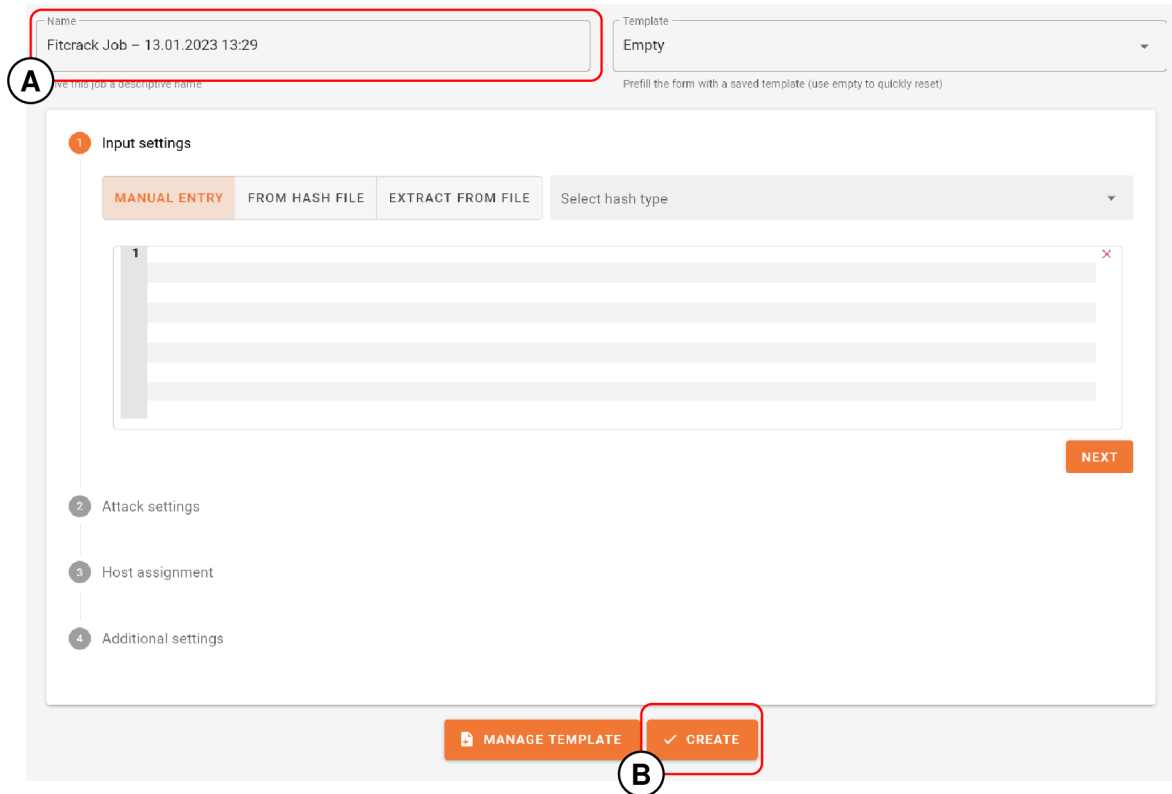 Name
Fitcrack Job – 13.01.2023 13:29
Template
Empty
A
ive this job a descriptive name
Prefill the form with a saved template (use empty to quickly reset)
1 Input settings
MANUAL ENTRY FROM HASH FILE EXTRACT FROM FILE Select hash type
1
NEXT
2 Attack settings
3 Host assignment
4 Additional settings
MANAGE TEMPLATE CREATE
B